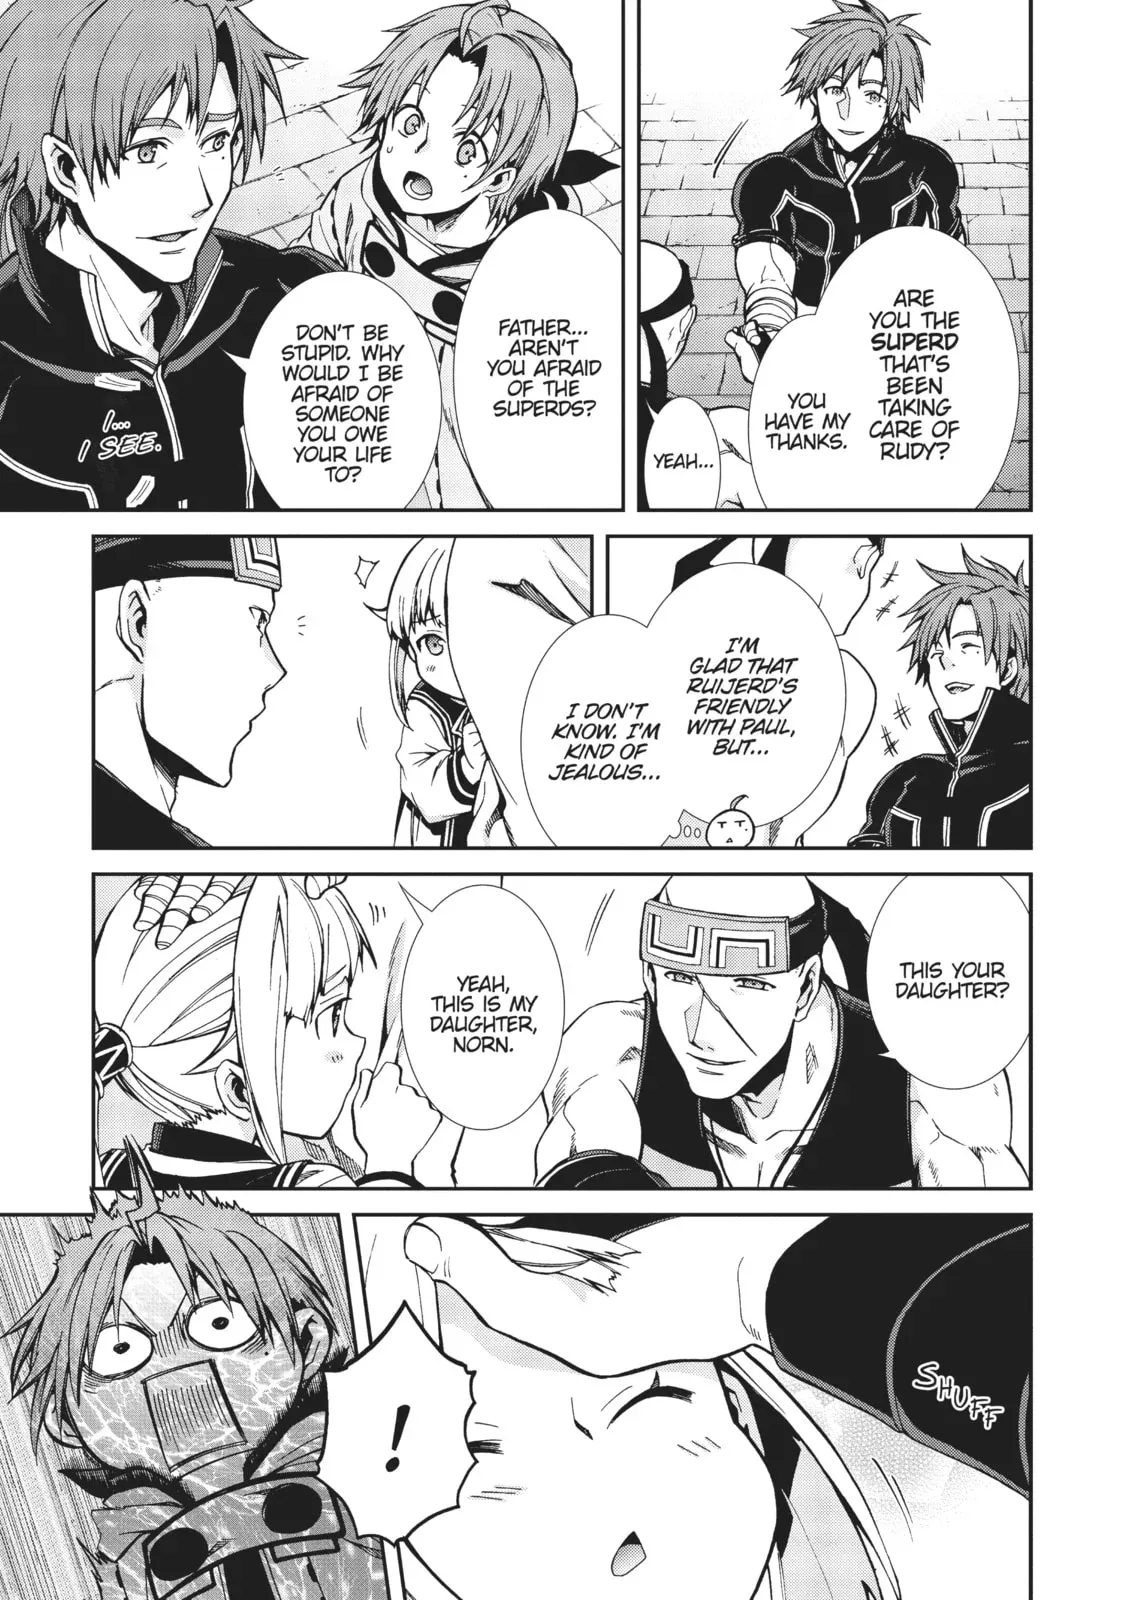 ARE
YOU THE
SUPERD
THAT'S
BEEN
TAKING
CARE OF
RUDY?
YOU
HAVE MY
THANKS.
YEAH...
FATHER...
AREN'T
YOU AFRAID
OF THE
SUPERDS?
DON'T BE
STUPID. WHY
WOULD I BE
AFRAID OF
SOMEONE
YOU OWE
YOUR LIFE
TO?
I...
I SEE.
I'M
GLAD THAT
RUIJERD'S
FRIENDLY
WITH PAUL,
BUT...
I DON'T
KNOW. I'M
KIND OF
JEALOUS...
THIS YOUR
DAUGHTER?
YEAH,
THIS IS MY
DAUGHTER,
NORN.
SHUFF
!